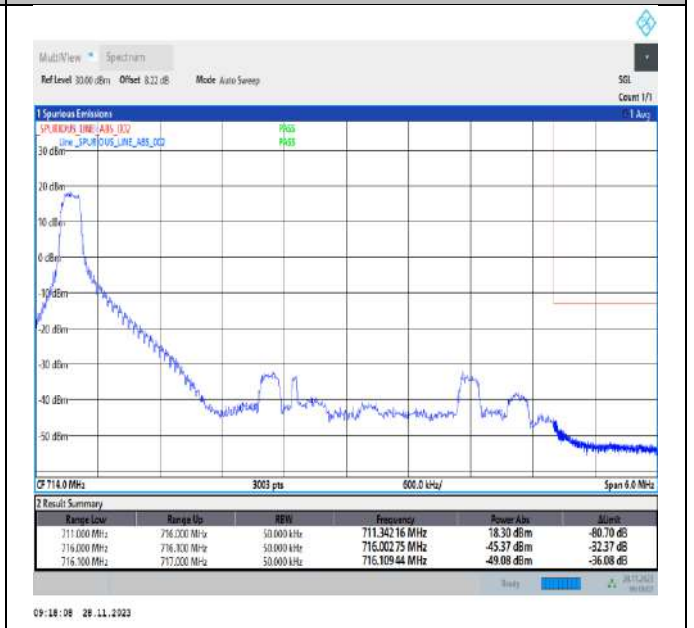 MultiView Spectrum
Ref Level 30.00 dBm Offset 8.22 dB Mode Auto Sweep SGL
Count 1/1
1 Spurious Emissions 1 Avg
_SPURIOUS_LINE_ABS_002 PASS
Line _SPURIOUS_LINE_ABS_002 PASS
30 dBm
20 dBm
10 dBm
0 dBm
-10 dBm
-20 dBm
-30 dBm
-40 dBm
-50 dBm
CF 714.0 MHz 3003 pts 600.0 kHz/ Span 6.0 MHz
2 Result Summary
Range Low Range Up RBW Frequency Power Abs ΔLimit
711.000 MHz 716.000 MHz 50.000 kHz 711.34216 MHz 18.30 dBm -80.70 dB
716.000 MHz 716.100 MHz 50.000 kHz 716.00275 MHz -45.37 dBm -32.37 dB
716.100 MHz 717.000 MHz 50.000 kHz 716.10944 MHz -49.08 dBm -36.08 dB
Ready 28.11.2023
09:18:08 28.11.2023